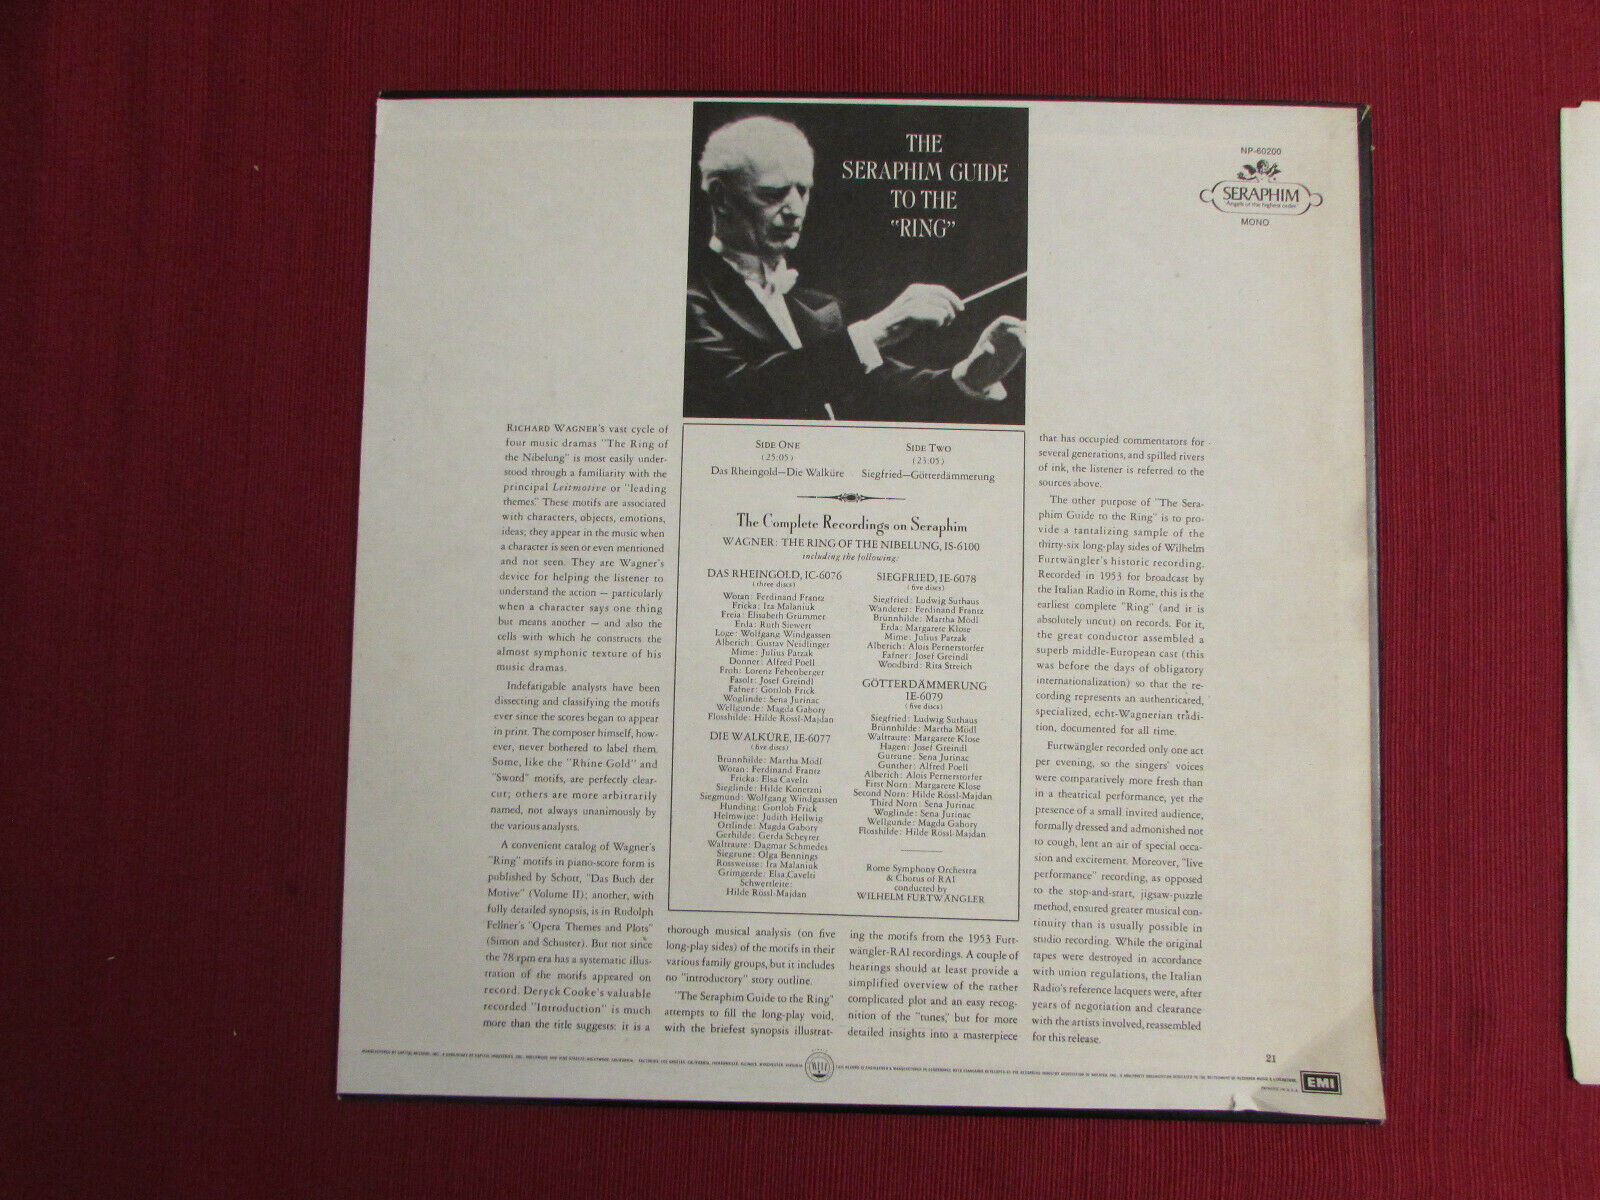 THE
SERAPHIM GUIDE
TO THE
"RING"
NP-60200
SERAPHIM
"Angels of the highest order"
MONO
RICHARD WAGNER'S vast cycle of
four music dramas "The Ring of
the Nibelung" is most easily under-
stood through a familiarity with the
principal Leitmotive or "leading
themes." These motifs are associated
with characters, objects, emotions,
ideas; they appear in the music when
a character is seen or even mentioned
and not seen. They are Wagner's
device for helping the listener to
understand the action — particularly
when a character says one thing
but means another — and also the
cells with which he constructs the
almost symphonic texture of his
music dramas.
Indefatigable analysts have been
dissecting and classifying the motifs
ever since the scores began to appear
in print. The composer himself, how-
ever, never bothered to label them.
Some, like the "Rhine Gold" and
"Sword" motifs, are perfectly clear-
cut; others are more arbitrarily
named, not always unanimously by
the various analysts.
A convenient catalog of Wagner's
"Ring" motifs in piano-score form is
published by Schott, "Das Buch der
Motive" (Volume II); another, with
fully detailed synopsis, is in Rudolph
Fellner's "Opera Themes and Plots"
(Simon and Schuster). But not since
the 78 rpm era has a systematic illus-
tration of the motifs appeared on
record. Deryck Cooke's valuable
recorded "Introduction" is much
more than the title suggests: it is a
SIDE ONE
(25:05)
Das Rheingold—Die Walküre
SIDE TWO
(23:05)
Siegfried—Götterdämmerung
The Complete Recordings on Seraphim
WAGNER: THE RING OF THE NIBELUNG, IS-6100
including the following:
DAS RHEINGOLD, IC-6076
(three discs)
Wotan: Ferdinand Frantz
Fricka: Ira Malaniuk
Freia: Elisabeth Grümmer
Erda: Ruth Siewert
Loge: Wolfgang Windgassen
Alberich: Gustav Neidlinger
Mime: Julius Patzak
Donner: Alfred Poell
Froh: Lorenz Fehenberger
Fasolt: Josef Greindl
Fafner: Gottlob Frick
Woglinde: Sena Jurinac
Wellgunde: Magda Gabory
Flosshilde: Hilde Rössl-Majdan
DIE WALKÜRE, IE-6077
(five discs)
Brünnhilde: Martha Mödl
Wotan: Ferdinand Frantz
Fricka: Elsa Cavelti
Sieglinde: Hilde Konetzni
Siegmund: Wolfgang Windgassen
Hunding: Gottlob Frick
Helmwige: Judith Hellwig
Ortlinde: Magda Gabory
Gerhilde: Gerda Scheyrer
Waltraute: Dagmar Schmedes
Siegrune: Olga Bennings
Rossweisse: Ira Malaniuk
Grimgerde: Elsa Cavelti
Schwertleite:
Hilde Rössl-Majdan
SIEGFRIED, IE-6078
(five discs)
Siegfried: Ludwig Suthaus
Wanderer: Ferdinand Frantz
Brünnhilde: Martha Mödl
Erda: Margarete Klose
Mime: Julius Patzak
Alberich: Alois Pernerstorfer
Fafner: Josef Greindl
Woodbird: Rita Streich
GÖTTERDÄMMERUNG
IE-6079
(five discs)
Siegfried: Ludwig Suthaus
Brünnhilde: Martha Mödl
Waltraute: Margarete Klose
Hagen: Josef Greindl
Gutrune: Sena Jurinac
Gunther: Alfred Poell
Alberich: Alois Pernerstorfer
First Norn: Margarete Klose
Second Norn: Hilde Rössl-Majdan
Third Norn: Sena Jurinac
Woglinde: Sena Jurinac
Wellgunde: Magda Gabory
Flosshilde: Hilde Rössl-Majdan
Rome Symphony Orchestra
& Chorus of RAI
conducted by
WILHELM FURTWÄNGLER
thorough musical analysis (on five
long-play sides) of the motifs in their
various family groups, but it includes
no "introductory" story outline.
"The Seraphim Guide to the Ring"
attempts to fill the long-play void,
with the briefest synopsis illustrat-
ing the motifs from the 1953 Furt-
wängler-RAI recordings. A couple of
hearings should at least provide a
simplified overview of the rather
complicated plot and an easy recog-
nition of the "tunes," but for more
detailed insights into a masterpiece
that has occupied commentators for
several generations, and spilled rivers
of ink, the listener is referred to the
sources above.
The other purpose of "The Sera-
phim Guide to the Ring" is to pro-
vide a tantalizing sample of the
thirty-six long-play sides of Wilhelm
Furtwängler's historic recording.
Recorded in 1953 for broadcast by
the Italian Radio in Rome, this is the
earliest complete "Ring" (and it is
absolutely uncut) on records. For it,
the great conductor assembled a
superb middle-European cast (this
was before the days of obligatory
internationalization) so that the re-
cording represents an authenticated,
specialized, echt-Wagnerian tradi-
tion, documented for all time.
Furtwängler recorded only one act
per evening, so the singers' voices
were comparatively more fresh than
in a theatrical performance, yet the
presence of a small invited audience,
formally dressed and admonished not
to cough, lent an air of special occa-
sion and excitement. Moreover, "live
performance" recording, as opposed
to the stop-and-start, jigsaw-puzzle
method, ensured greater musical con-
tinuity than is usually possible in
studio recording. While the original
tapes were destroyed in accordance
with union regulations, the Italian
Radio's reference lacquers were, after
years of negotiation and clearance
with the artists involved, reassembled
for this release.
21
EMI